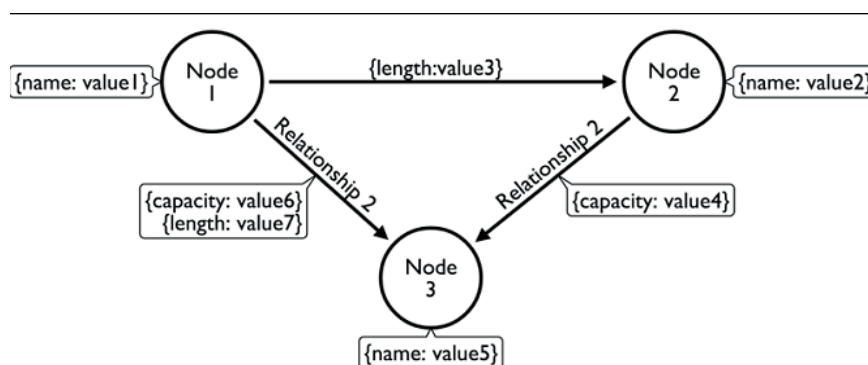 Node
1
{name: value1}
{length:value3}
Node
2
{name: value2}
Relationship 2
{capacity: value6}
{length: value7}
Relationship 2
{capacity: value4}
Node
3
{name: value5}